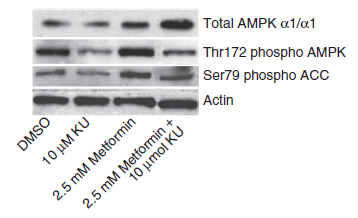 Total AMPK α1/α1
Thr172 phospho AMPK
Ser79 phospho ACC
Actin
DMSO
10 μM KU
2.5 mM Metformin
2.5 mM Metformin +
10 μmol KU